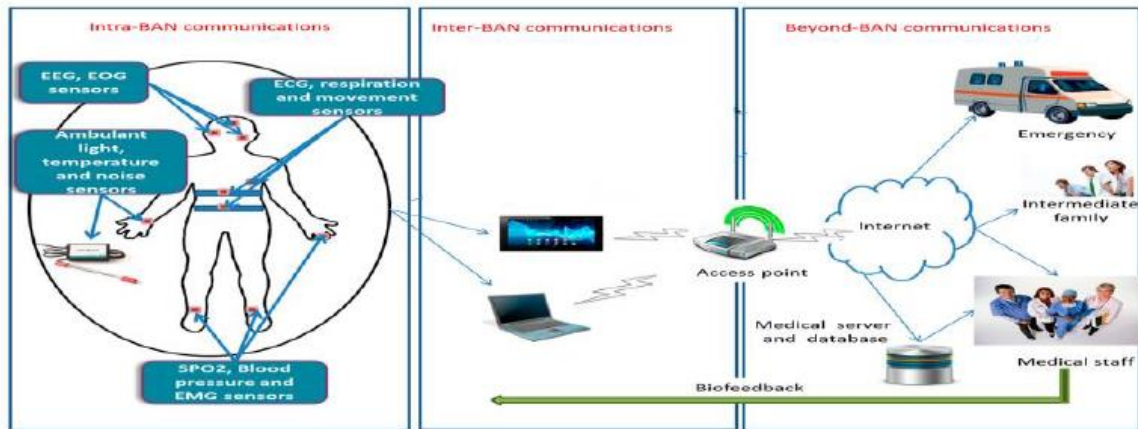 Intra-BAN communications
Inter-BAN communications
Beyond-BAN communications
EEG, EOG
sensors
ECG, respiration
and movement
sensors
Ambulant
light,
temperature
and noise
sensors
SPO2, Blood
pressure and
EMG sensors
Access point
Internet
Emergency
Intermediate
family
Medical server
and database
Medical staff
Biofeedback